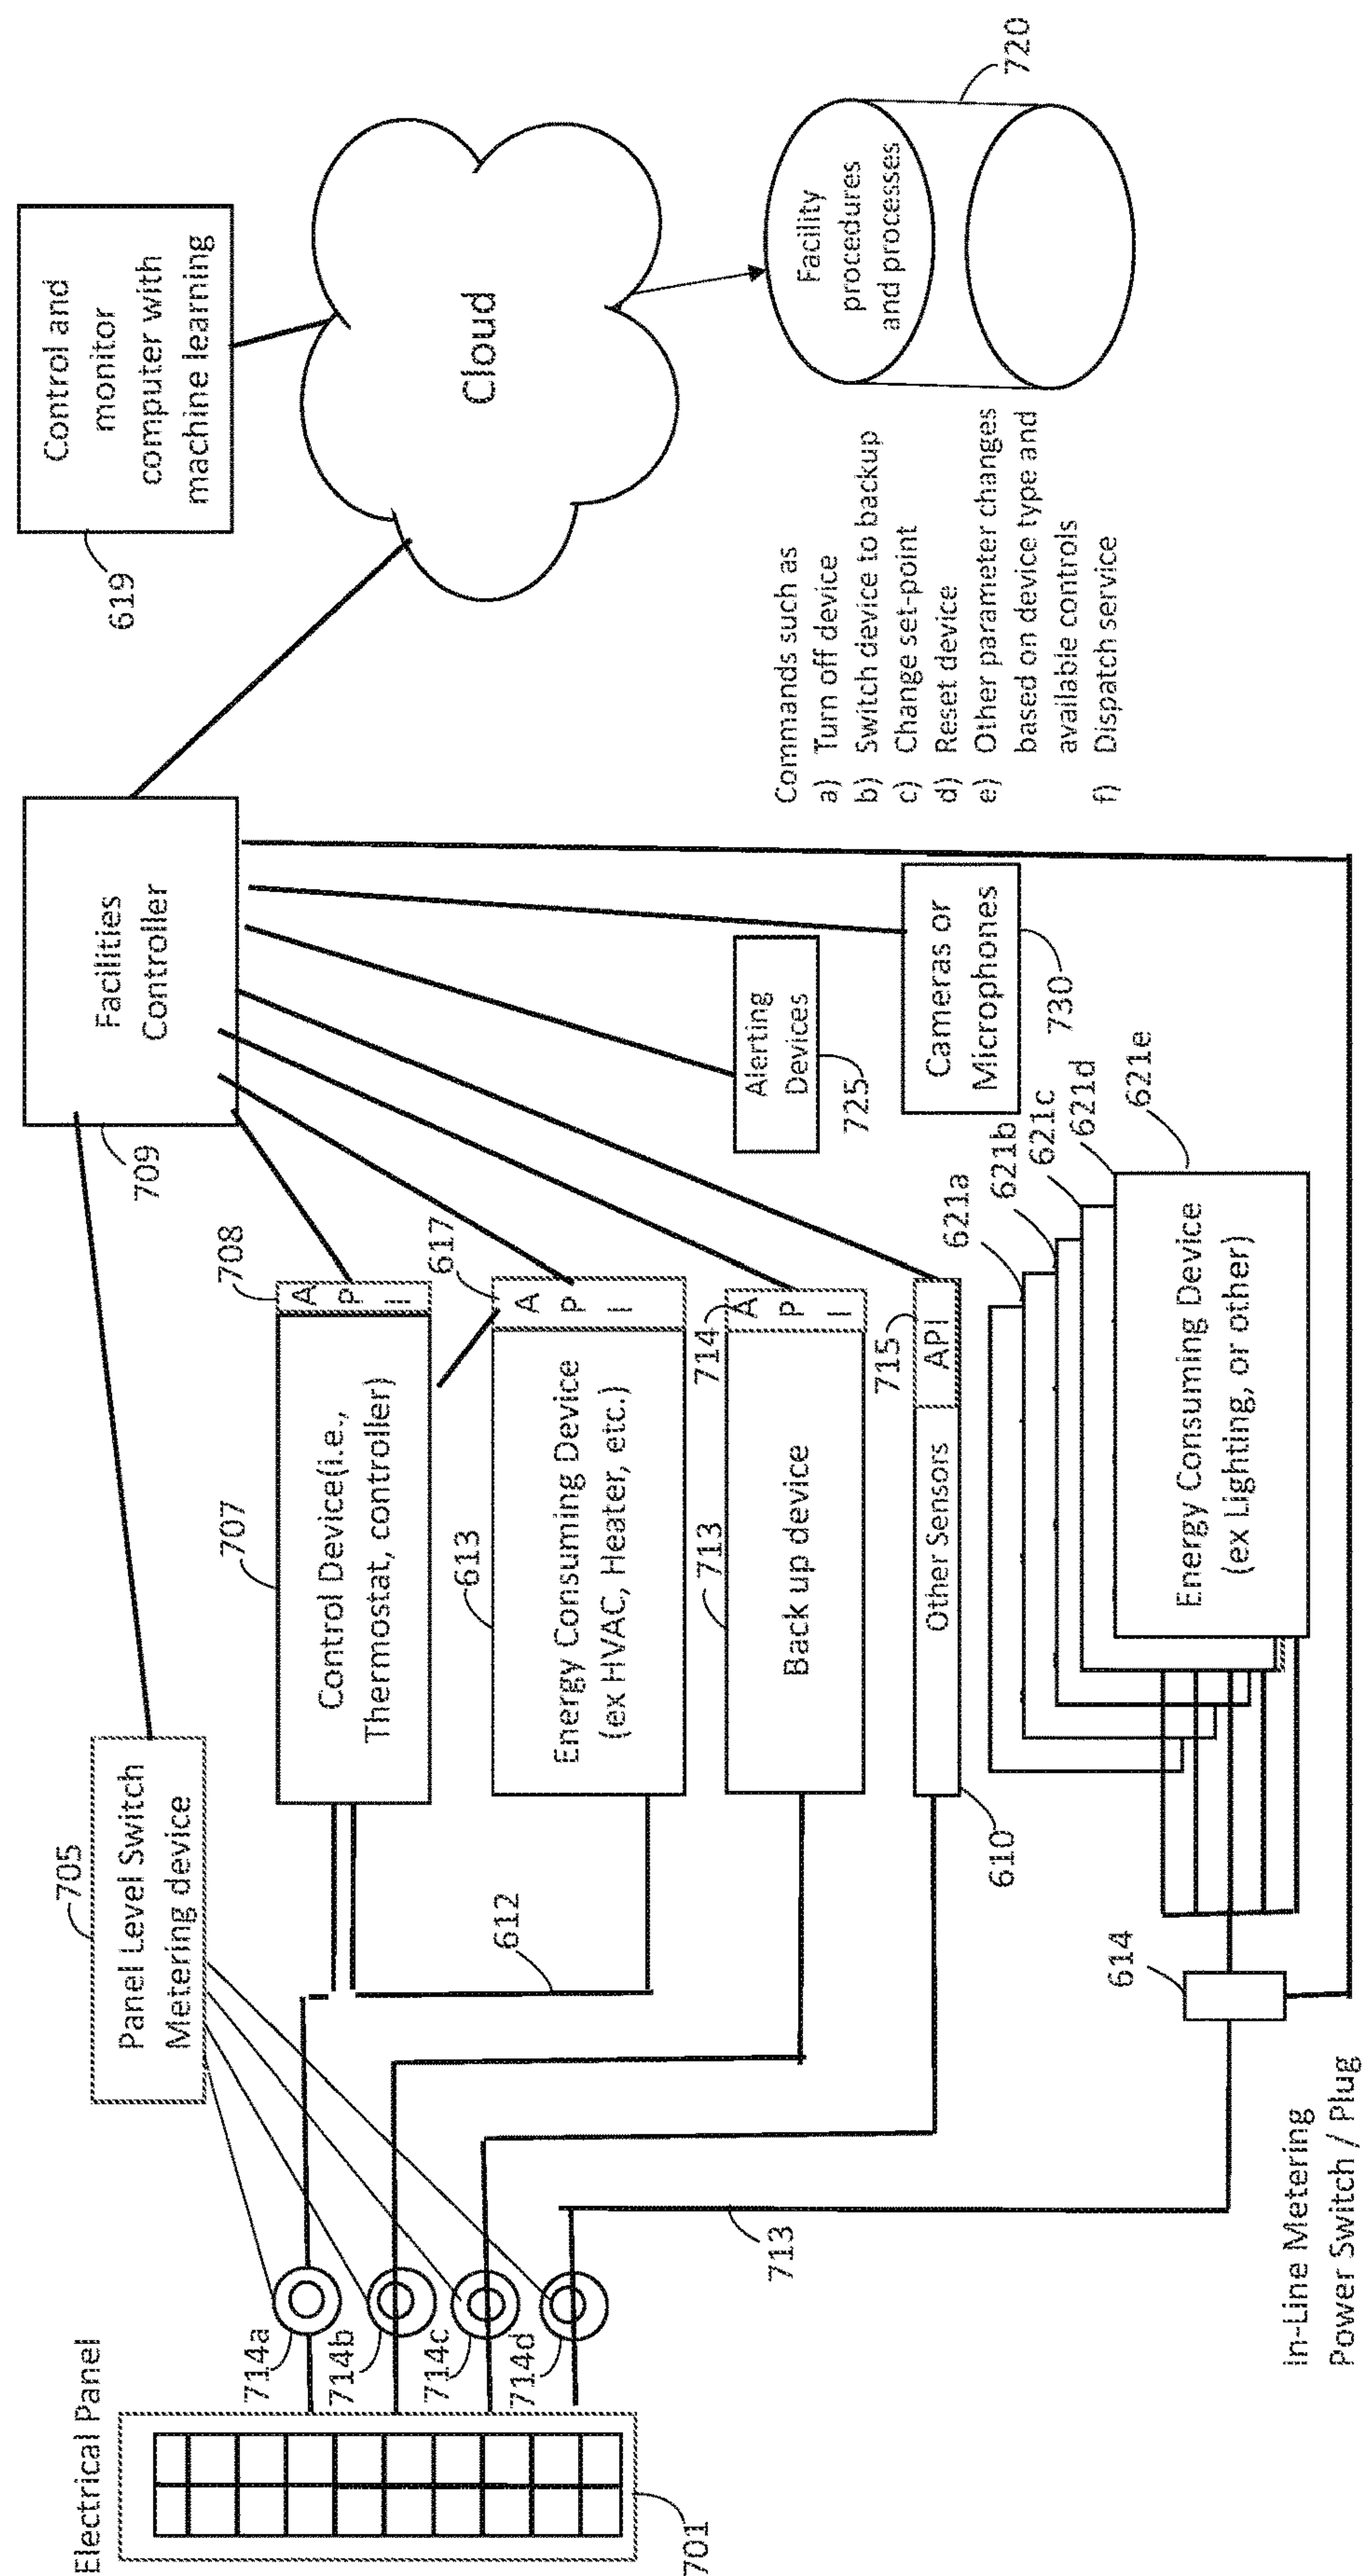 Electrical Panel
701
714a
714b
714c
714d
705
Panel Level Switch
Metering device
713
612
In-Line Metering
Power Switch / Plug
614
707
Control Device(i.e.,
Thermostat, controller)
708
A
P
I
613
Energy Consuming Device
(ex HVAC, Heater, etc.)
617
A
P
I
713
Back up device
714
A
P
I
610
Other Sensors
715
API
621a
621b
621c
621d
621e
Energy Consuming Device
(ex Lighting, or other)
709
Facilities
Controller
Alerting
Devices
725
Cameras or
Microphones
730
619
Control and
monitor
computer with
machine learning
Cloud
Facility
procedures
and processes
720
Commands such as
a) Turn off device
b) Switch device to backup
c) Change set-point
d) Reset device
e) Other parameter changes
based on device type and
available controls
f) Dispatch service